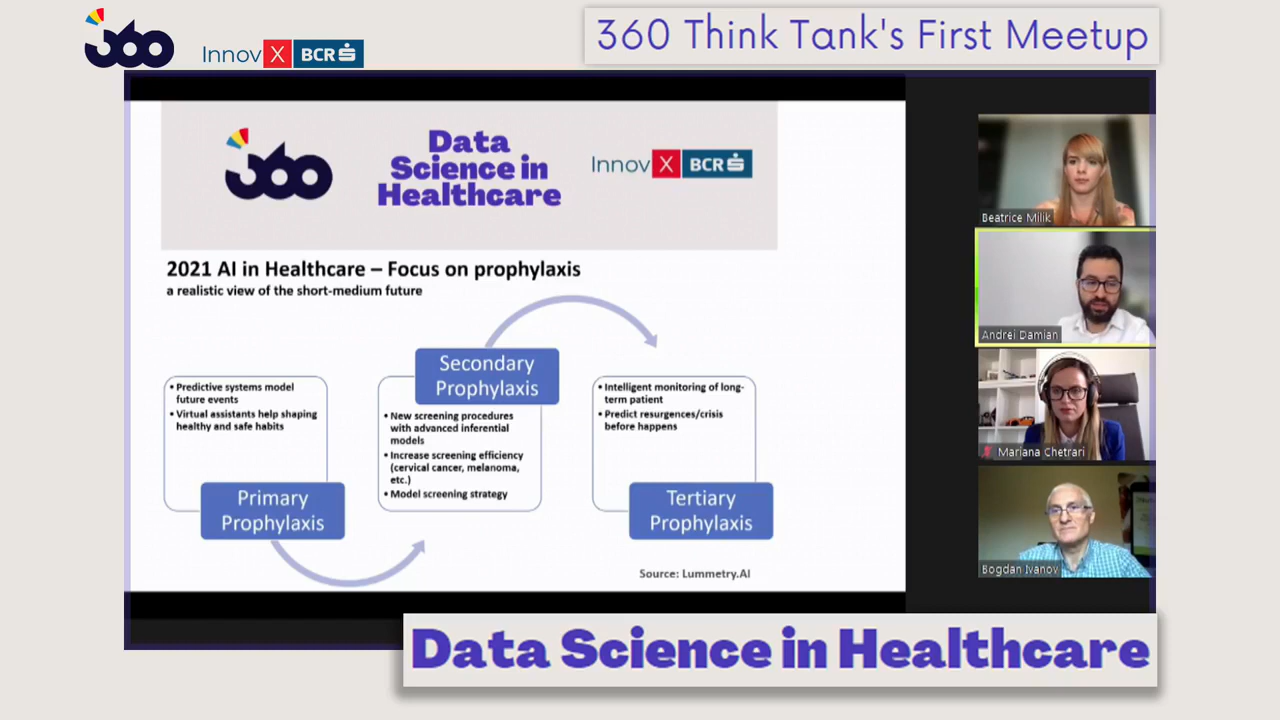 360
Innov X BCR
360 Think Tank's First Meetup
360
Data
Science in
Healthcare
Innov X BCR
2021 AI in Healthcare – Focus on prophylaxis
a realistic view of the short-medium future
• Predictive systems model
future events
• Virtual assistants help shaping
healthy and safe habits
Primary
Prophylaxis
Secondary
Prophylaxis
• New screening procedures
with advanced inferential
models
• Increase screening efficiency
(cervical cancer, melanoma,
etc.)
• Model screening strategy
• Intelligent monitoring of long-
term patient
• Predict resurgences/crisis
before happens
Tertiary
Prophylaxis
Source: Lummetry.AI
Beatrice Milik
Andrei Damian
Mariana Chetrari
Bogdan Ivanov
Data Science in Healthcare